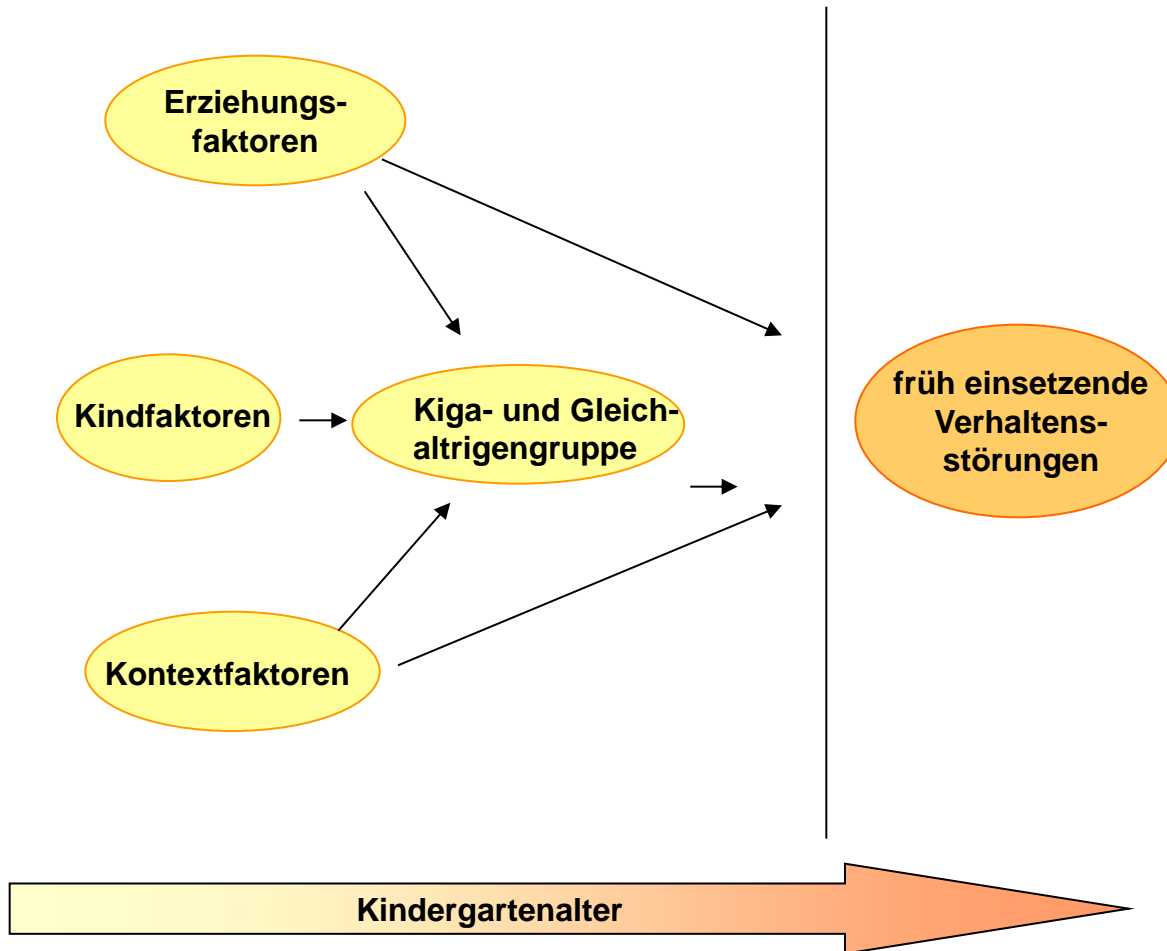 Erziehungs-
faktoren
Kindfaktoren
Kiga- und Gleich-
altrigengruppe
früh einsetzende
Verhaltens-
störungen
Kontextfaktoren
Kindergartenalter